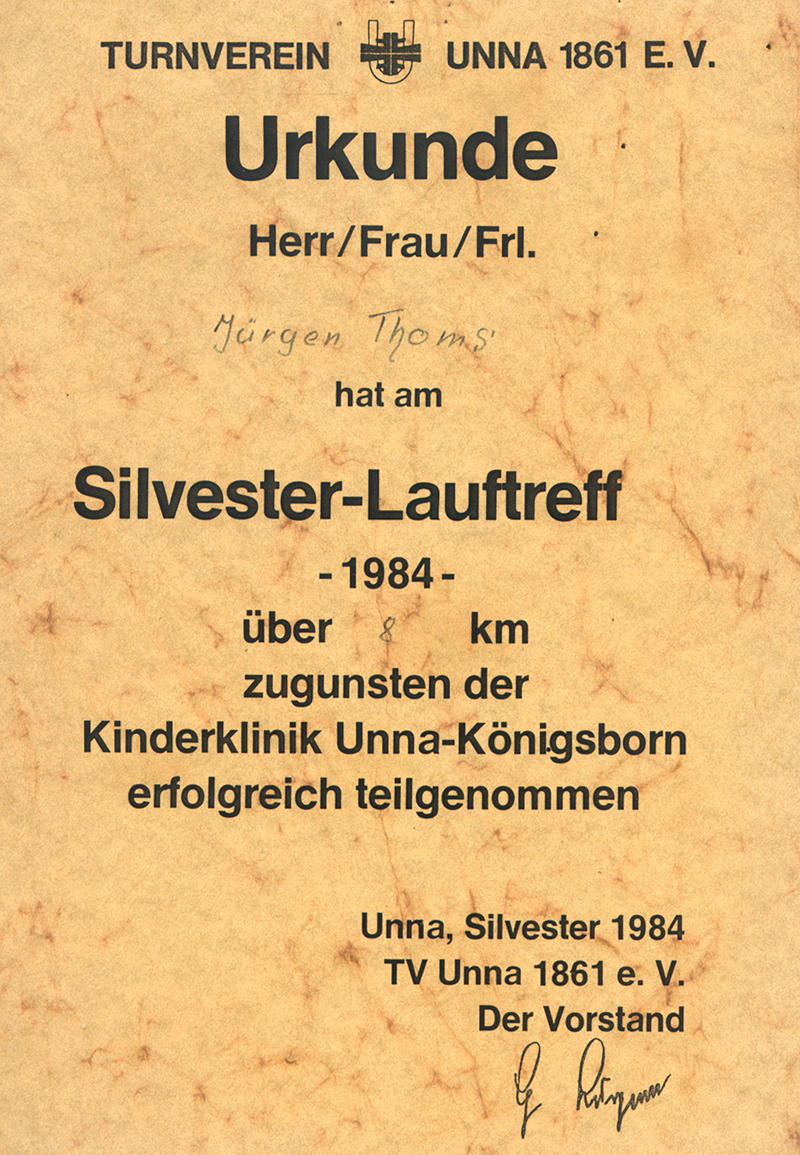 TURNVEREIN UNNA 1861 E. V.
Urkunde
Herr/Frau/Frl.
Jürgen Thoms
hat am
Silvester-Lauftreff
- 1984 -
über 8 km
zugunsten der
Kinderklinik Unna-Königsborn
erfolgreich teilgenommen
Unna, Silvester 1984
TV Unna 1861 e. V.
Der Vorstand